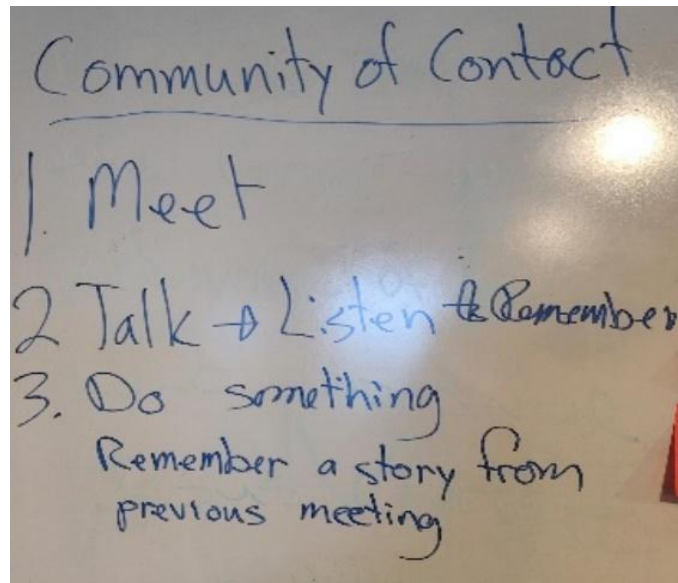 Community of Contact
1. Meet
2 Talk → Listen & Remember
3. Do something
Remember a story from
previous meeting